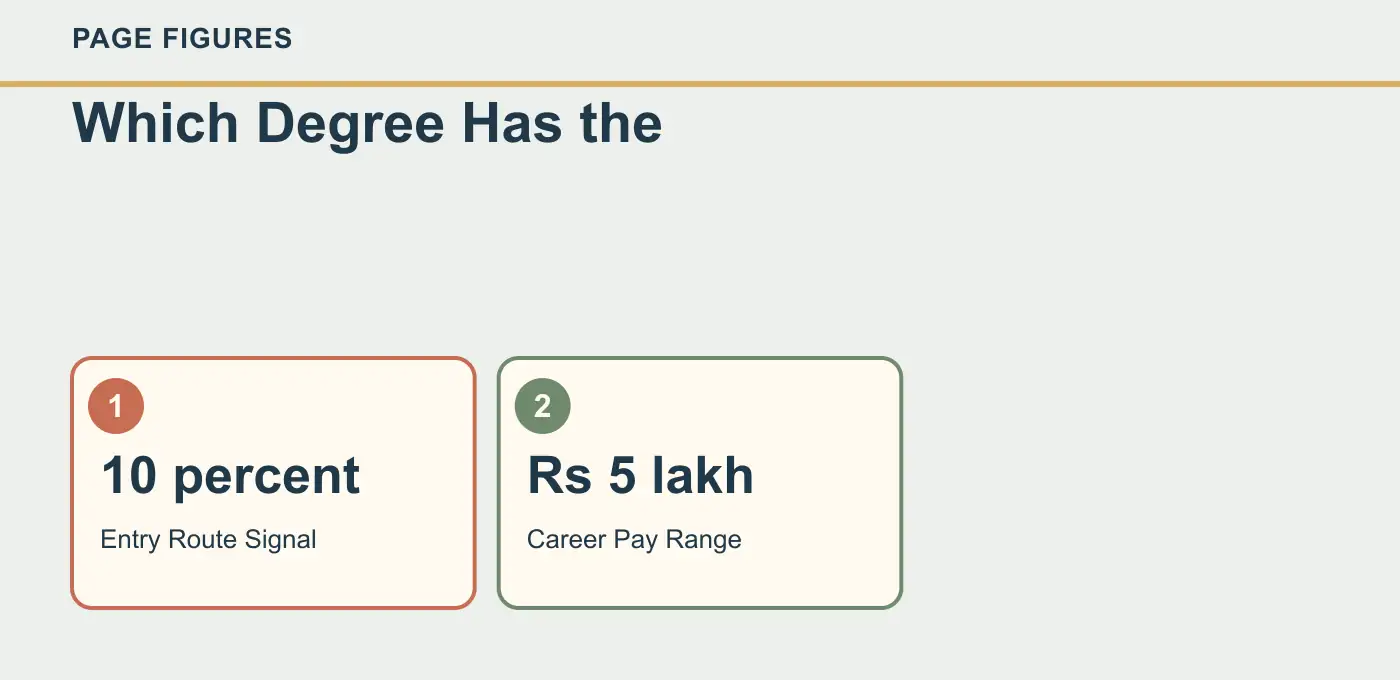 PAGE FIGURES
Which Degree Has the
1
10 percent
Entry Route Signal
2
Rs 5 lakh
Career Pay Range